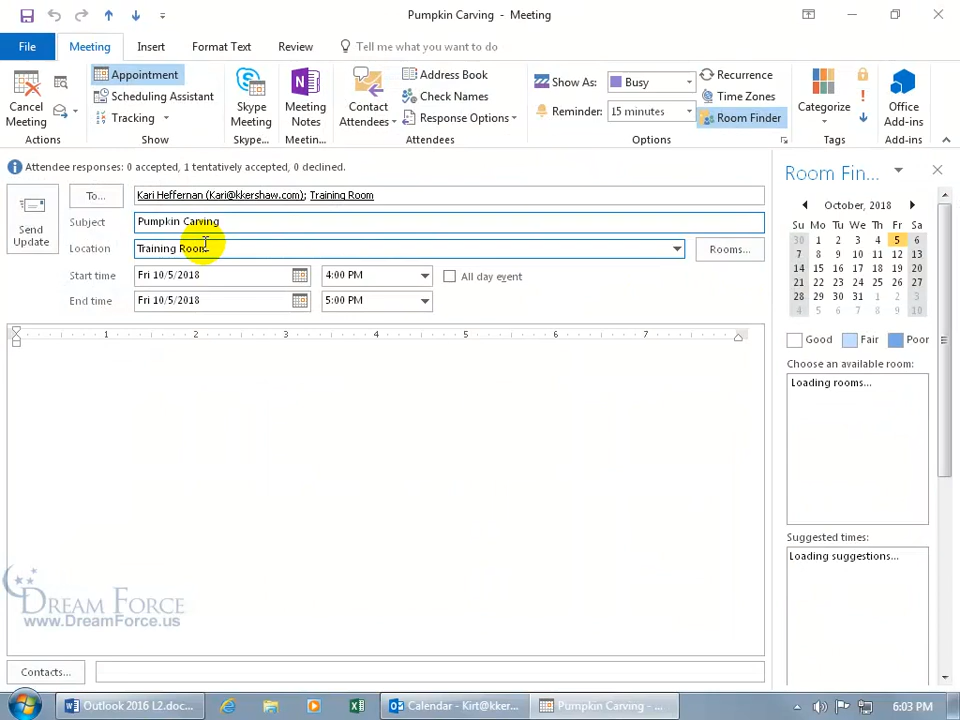 Pumpkin Carving - Meeting
File Meeting Insert Format Text Review Tell me what you want to do
Cancel Meeting
Actions
Appointment
Scheduling Assistant
Tracking
Show
Skype Meeting
Skype...
Meeting Notes
Meetin...
Contact Attendees
Address Book
Check Names
Response Options
Attendees
Show As: Busy
Reminder: 15 minutes
Recurrence
Time Zones
Room Finder
Options
Categorize
Tags
Office Add-ins
Add-ins
Attendee responses: 0 accepted, 1 tentatively accepted, 0 declined.
Send Update
To... Kari Heffernan (Kari@kkershaw.com); Training Room
Subject Pumpkin Carving
Location Training Room Rooms...
Start time Fri 10/5/2018 4:00 PM All day event
End time Fri 10/5/2018 5:00 PM
1 2 3 4 5 6 7
Room Fin...
October, 2018
Su Mo Tu We Th Fr Sa
30 1 2 3 4 5 6
7 8 9 10 11 12 13
14 15 16 17 18 19 20
21 22 23 24 25 26 27
28 29 30 31 1 2 3
4 5 6 7 8 9 10
Good Fair Poor
Choose an available room:
Loading rooms...
Suggested times:
Loading suggestions...
DREAM FORCE
www.DreamForce.us
Contacts...
Outlook 2016 L2.doc...
Calendar - Kirt@kker...
Pumpkin Carving - ...
6:03 PM